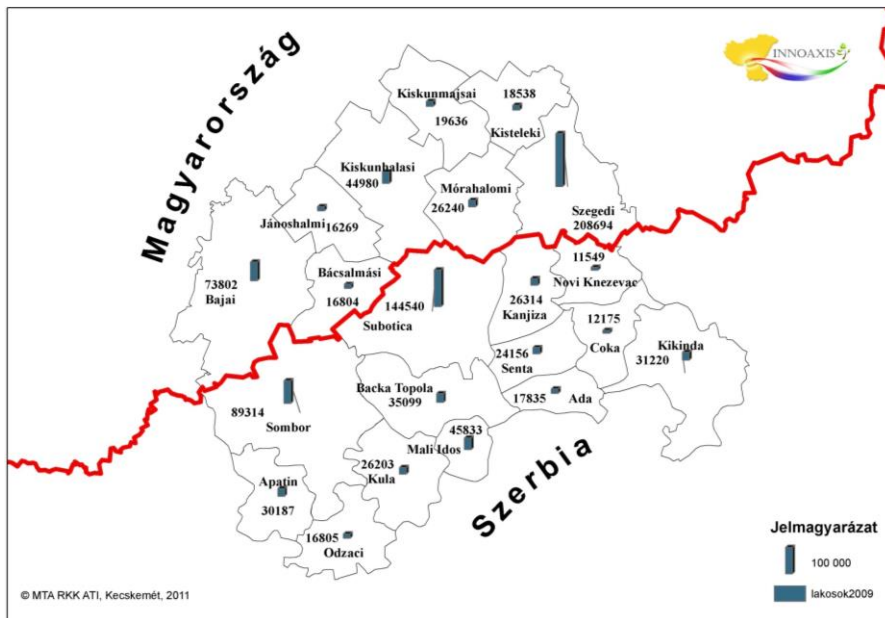 INNOAXIS
Magyarország
Kiskunmajsai
19636
18538
Kisteleki
Kiskunhalasi
44980
Mórahalomi
26240
Szegedi
208694
Jánoshalmi
16269
73802
Bajai
Bácsalmási
16804
144540
Subotica
26314
Kanjiza
11549
Novi Knezevac
12175
Coka
Kikinda
31220
24156
Senta
17835
Ada
Backa Topola
35099
89314
Sombor
45833
Mali Idos
26203
Kula
Apatin
30187
16805
Odzaci
Szerbia
Jelmagyarázat
100 000
lakosok2009
© MTA RKK ATI, Kecskemét, 2011